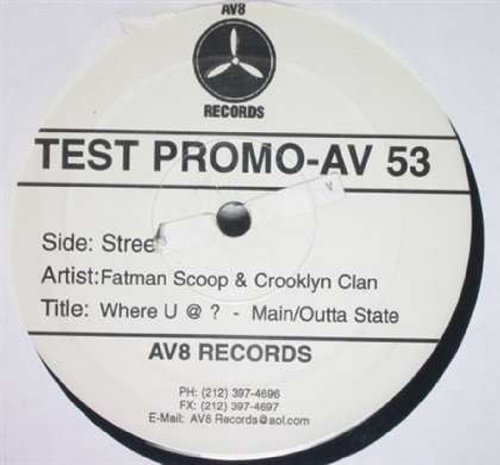 AV8
RECORDS
TEST PROMO-AV 53
Side: Street
Artist:Fatman Scoop & Crooklyn Clan
Title: Where U @ ? - Main/Outta State
AV8 RECORDS
PH: (212) 397-4696
FX: (212) 397-4697
E-Mail: AV8 Records@aol.com